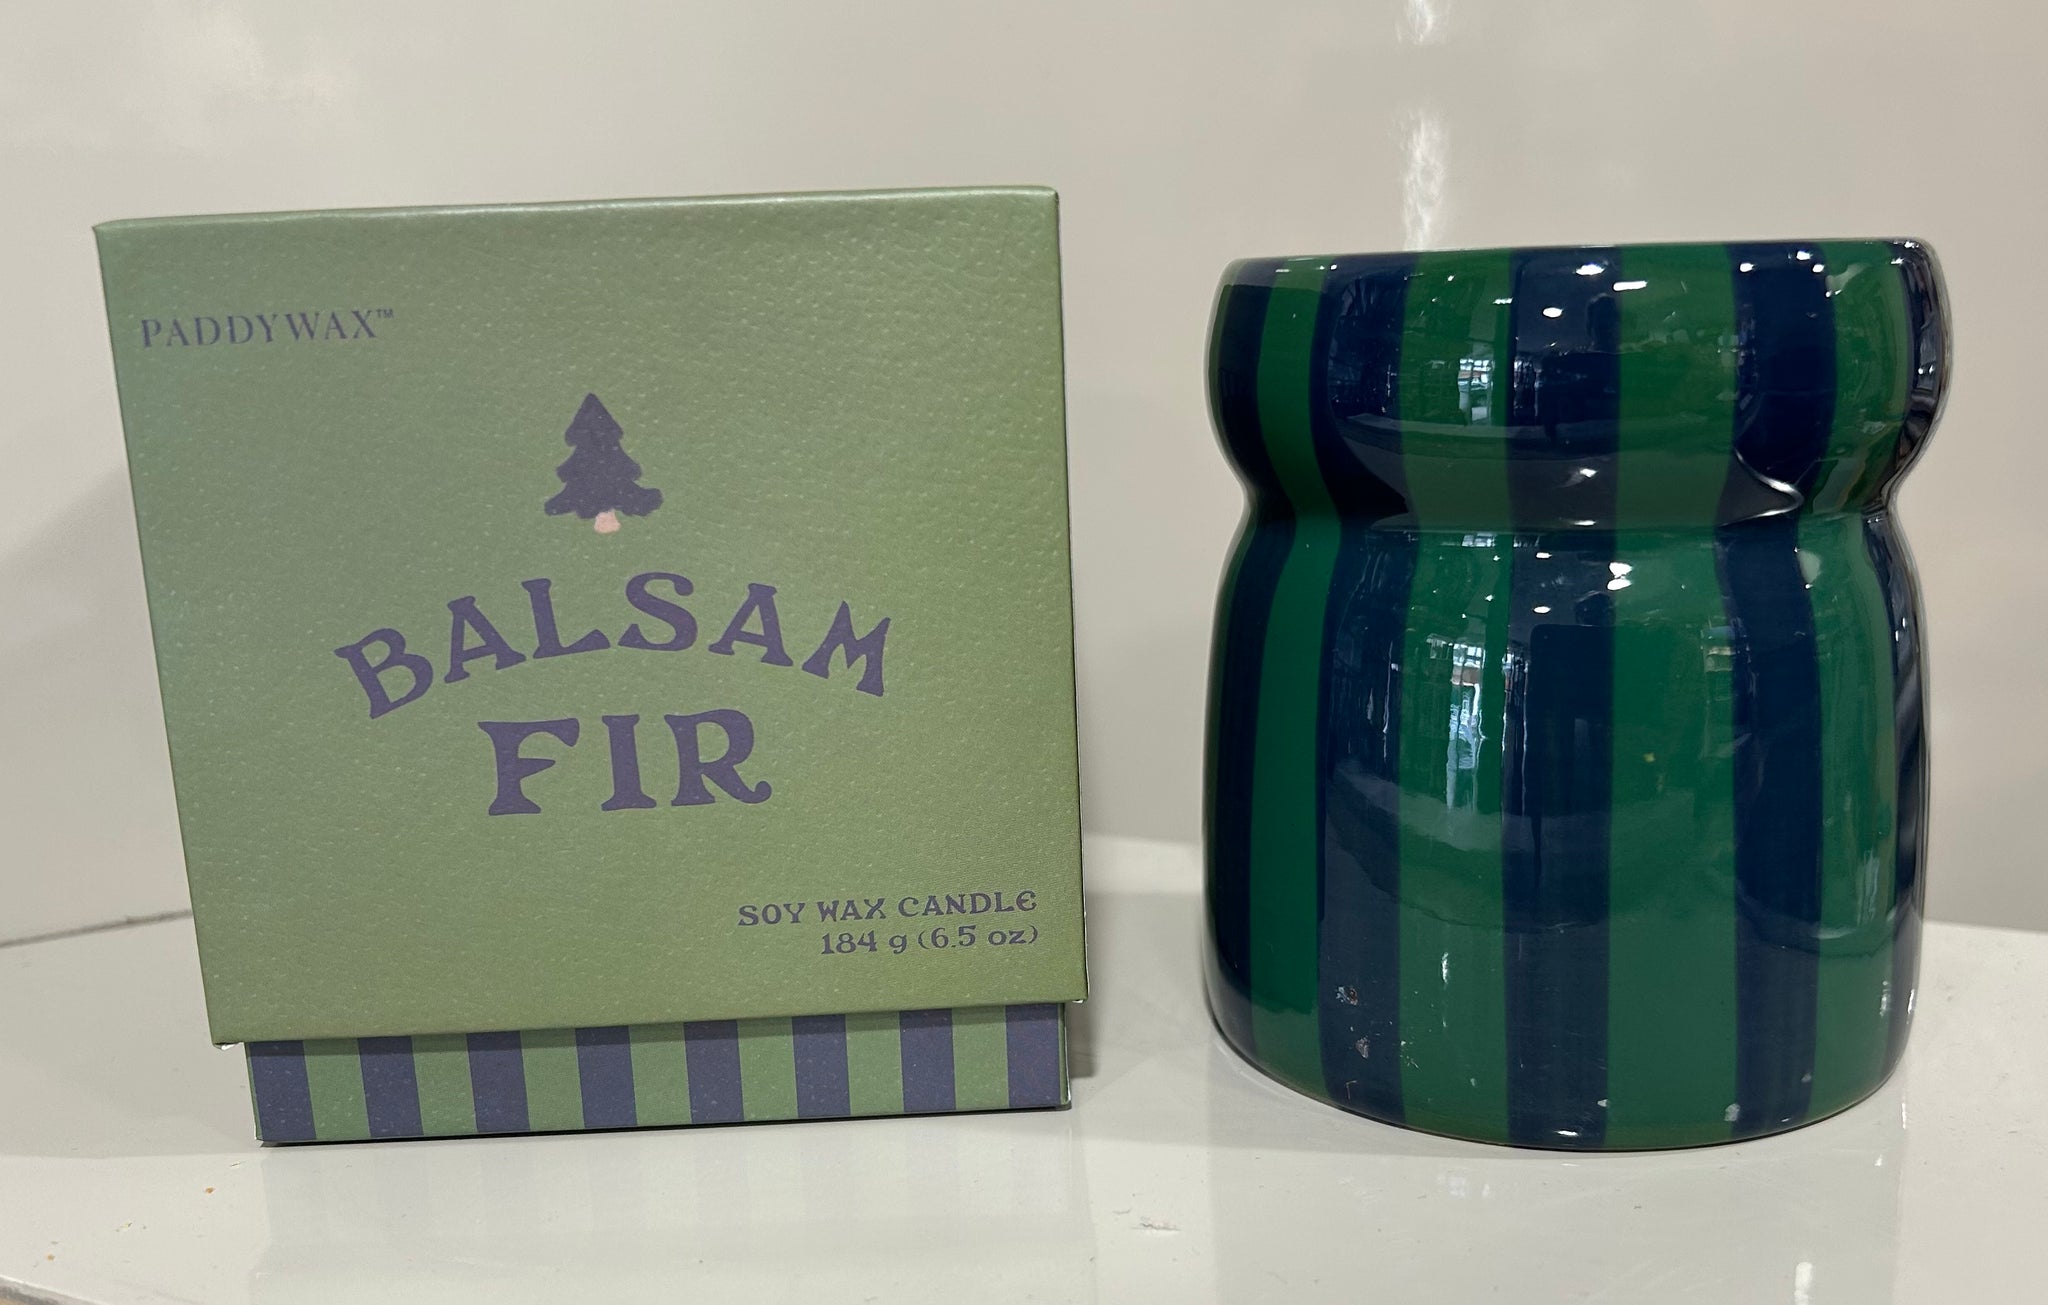 PADDYWAX™
BALSAM
FIR
SOY WAX CANDLE
184 g (6.5 oz)